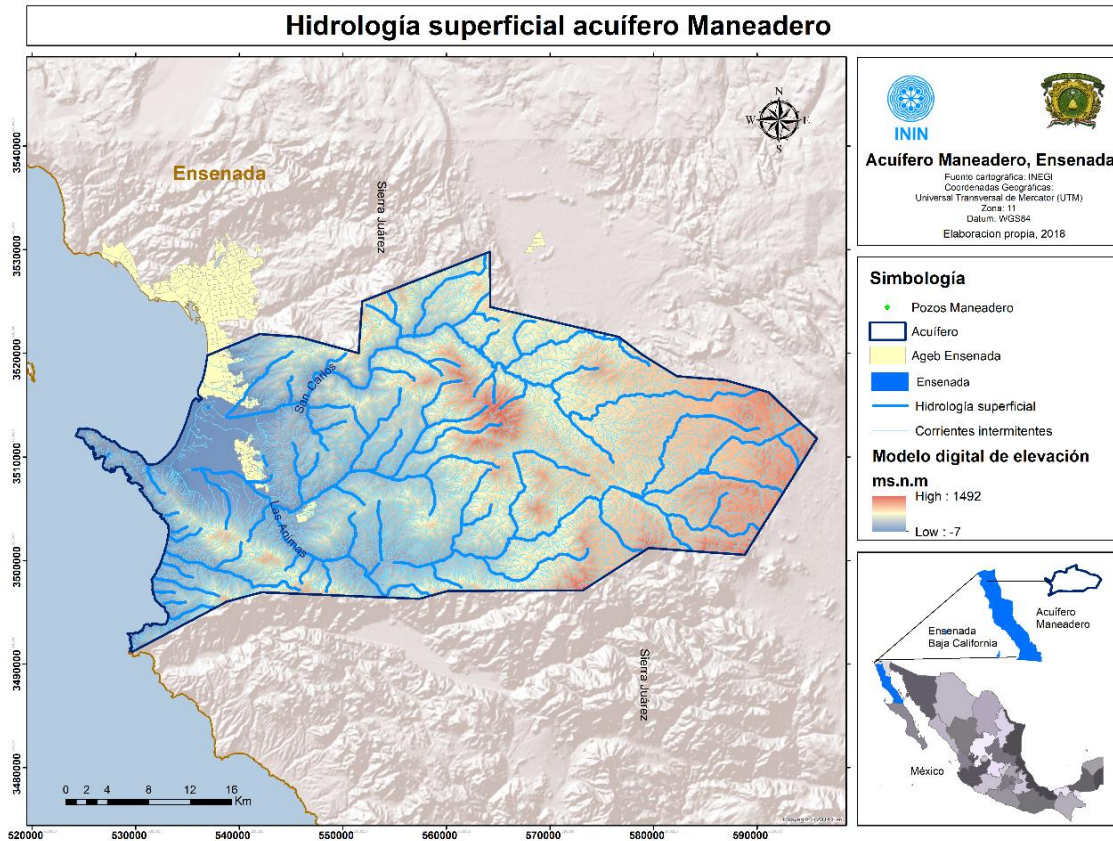 Hidrología superficial acuífero Maneadero
ININ
Acuífero Maneadero, Ensenada
Fuente cartográfica: INEGI
Coordenadas Geográficas:
Universal Transversal de Mercator (UTM)
Zona: 11
Datum: WGS84
Elaboracion propia, 2018
N
W E
S
Ensenada
Sierra Juárez
San Carlos
Las Animas
Sierra Juárez
3540000
3530000
3520000
3510000
3500000
3490000
3480000
0 2 4 8 12 16
Km
520000 530000 540000 550000 560000 570000 580000 590000
Simbología
Pozos Maneadero
Acuífero
Ageb Ensenada
Ensenada
Hidrología superficial
Corrientes intermitentes
Modelo digital de elevación
ms.n.m
High : 1492
Low : -7
Ensenada
Baja California
Acuífero
Maneadero
México